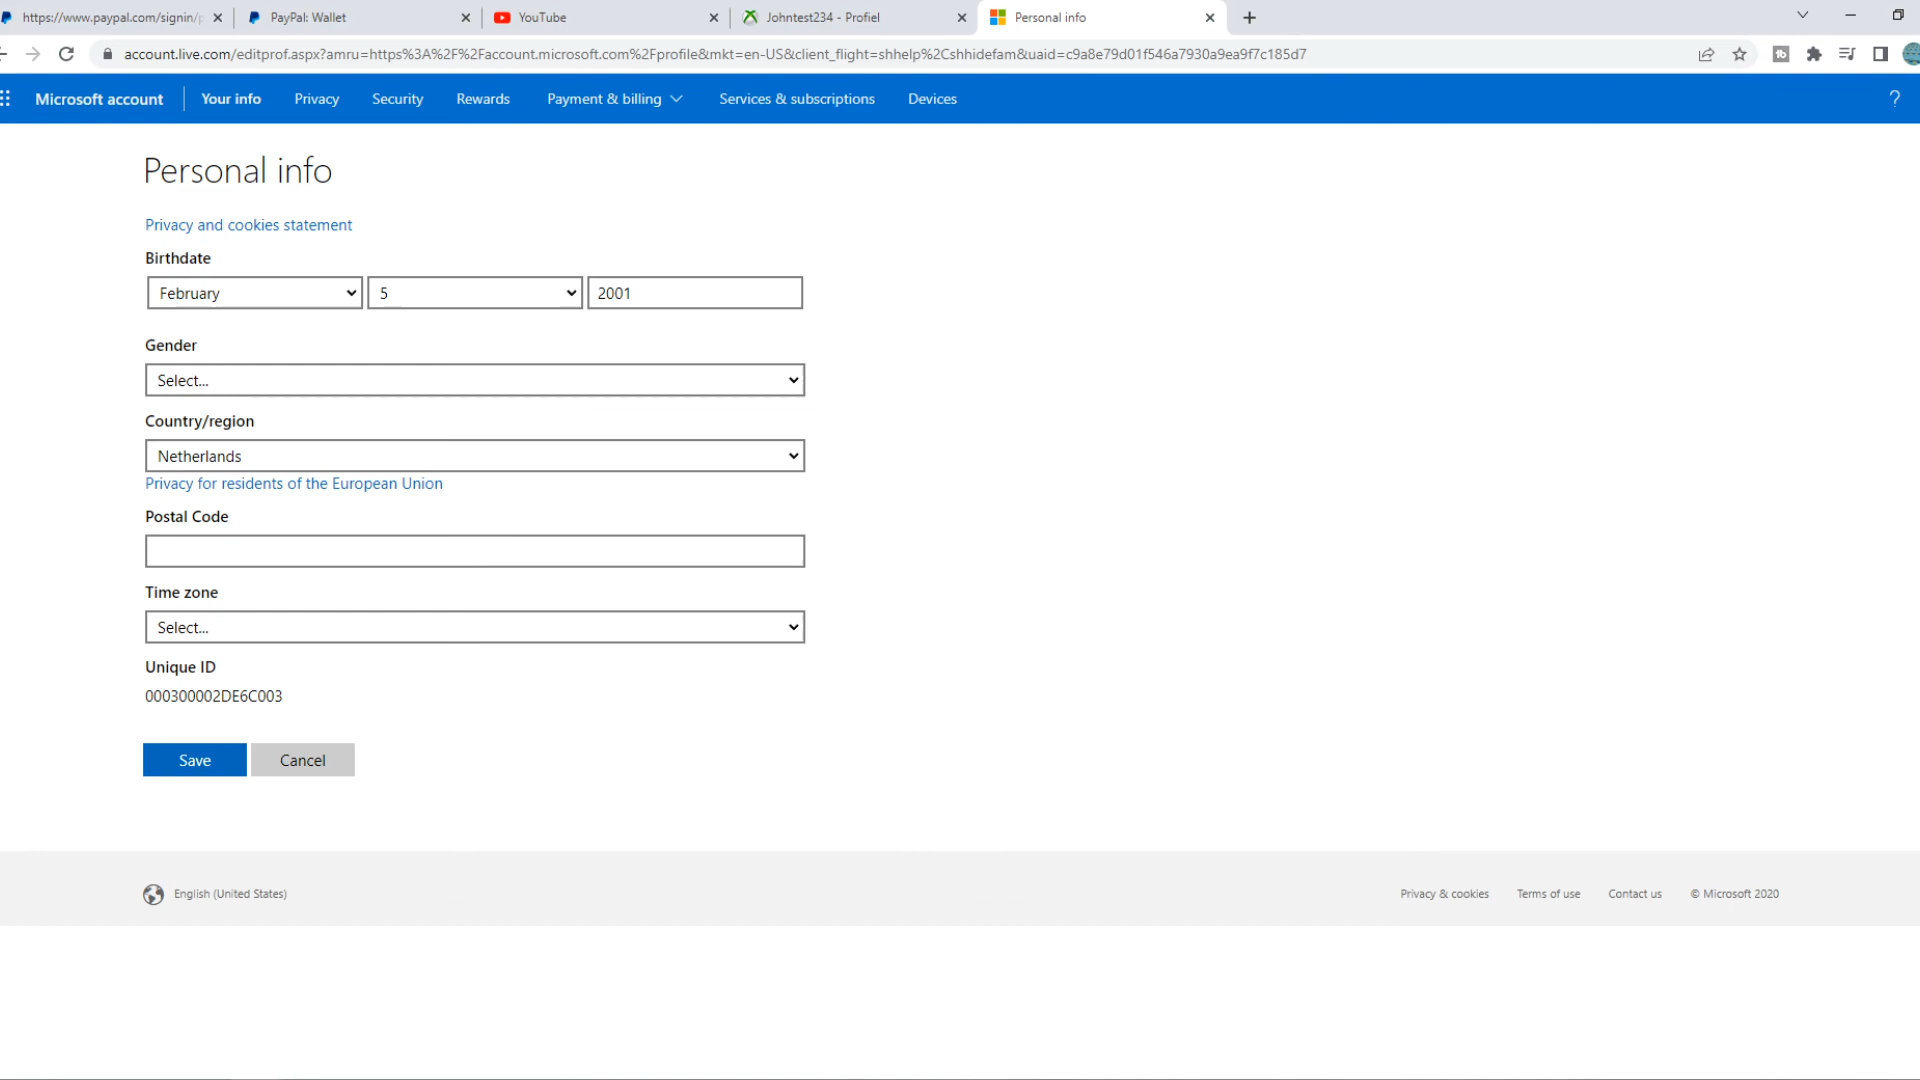 https://www.paypal.com/signin/
PayPal: Wallet
YouTube
Johntest234 - Profiel
Personal info
account.live.com/editprof.aspx?amru=https%3A%2F%2Faccount.microsoft.com%2Fprofile&mkt=en-US&client_flight=shhelp%2Cshhidefam&uaid=c9a8e79d01f546a7930a9ea9f7c185d7
Microsoft account
Your info
Privacy
Security
Rewards
Payment & billing
Services & subscriptions
Devices
?
Personal info
Privacy and cookies statement
Birthdate
February
5
2001
Gender
Select...
Country/region
Netherlands
Privacy for residents of the European Union
Postal Code
Time zone
Select...
Unique ID
000300002DE6C003
Save
Cancel
English (United States)
Privacy & cookies
Terms of use
Contact us
© Microsoft 2020